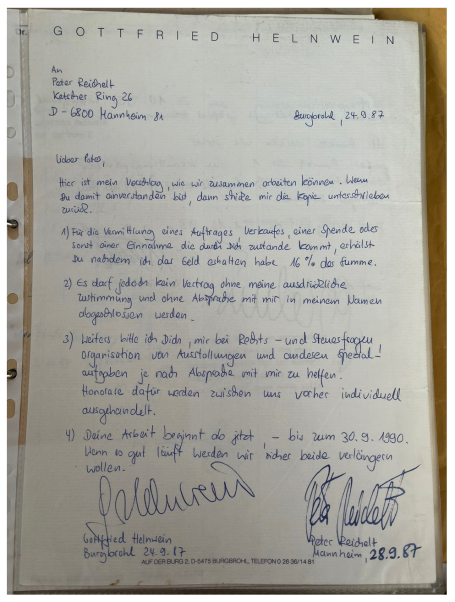 GOTTFRIED HELNWEIN
An
Peter Reichelt
Ketscher Ring 26
D - 6800 Mannheim 81
Burgbrohl, 24.9.87
Lieber Peter,
Hier ist mein Vorschlag, wie wir zusammen arbeiten können. Wenn
Du damit einverstanden bist, dann schicke mir die Kopie unterschrieben
zurück.
1) Für die Vermittlung eines Auftrages Verkaufes, einer Spende oder
sonst einer Einnahme die durch Dich zustande kommt, erhälst
Du nachdem ich das Geld erhalten habe 16 % der Summe.
2) Es darf jedoch kein Vertrag ohne meine ausdrückliche
Zustimmung und ohne Absprache mit mir in meinem Namen
abgeschlossen werden.
3) Weiters bitte ich Dich, mir bei Rechts - und Steuerfragen,
Organisation von Ausstellungen und anderen Spezial-
aufgaben je nach Absprache mit mir zu helfen.
Honorare dafür werden zwischen uns vorher individuell
ausgehandelt.
4) Deine Arbeit beginnt ab jetzt, - bis zum 30.9.1990.
Wenn es gut läuft werden wir sicher beide verlängern
wollen.
Helnwein
Peter Reichelt
Gottfried Helnwein
Burgbrohl 24.9.87
Peter Reichelt
Mannheim, 28.9.87
AUF DER BURG 2, D-5475 BURGBROHL, TELEFON 0 26 36/14 81